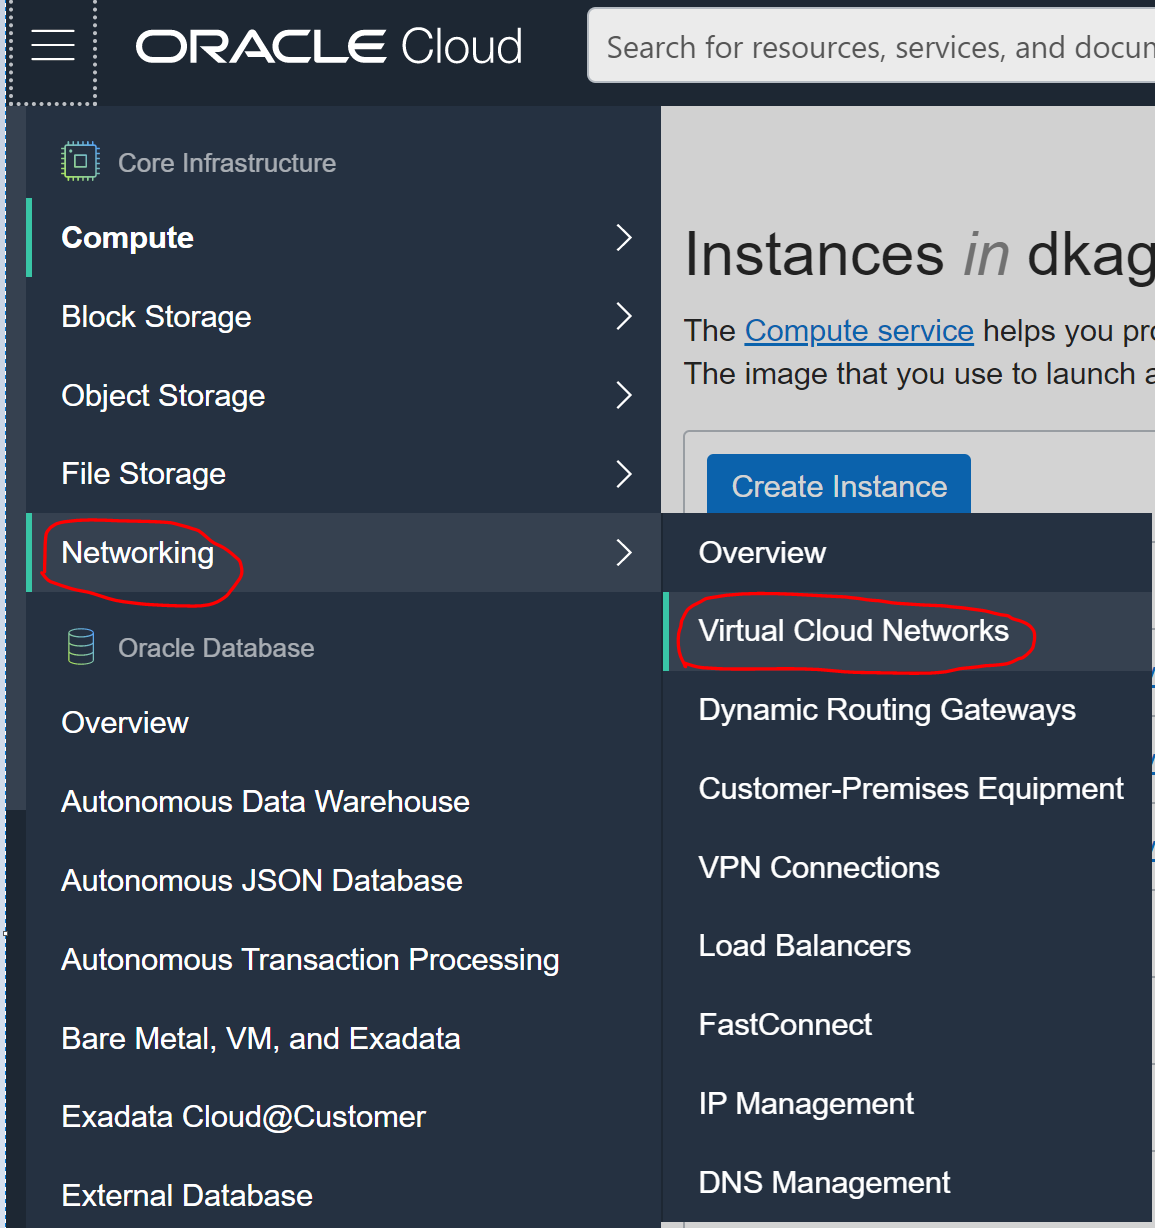 ORACLE Cloud
Search for resources, services, and docum
Core Infrastructure
Compute
Block Storage
Object Storage
File Storage
Networking
Oracle Database
Overview
Autonomous Data Warehouse
Autonomous JSON Database
Autonomous Transaction Processing
Bare Metal, VM, and Exadata
Exadata Cloud@Customer
External Database
Instances in dkag
The Compute service helps you pro
The image that you use to launch a
Create Instance
Overview
Virtual Cloud Networks
Dynamic Routing Gateways
Customer-Premises Equipment
VPN Connections
Load Balancers
FastConnect
IP Management
DNS Management